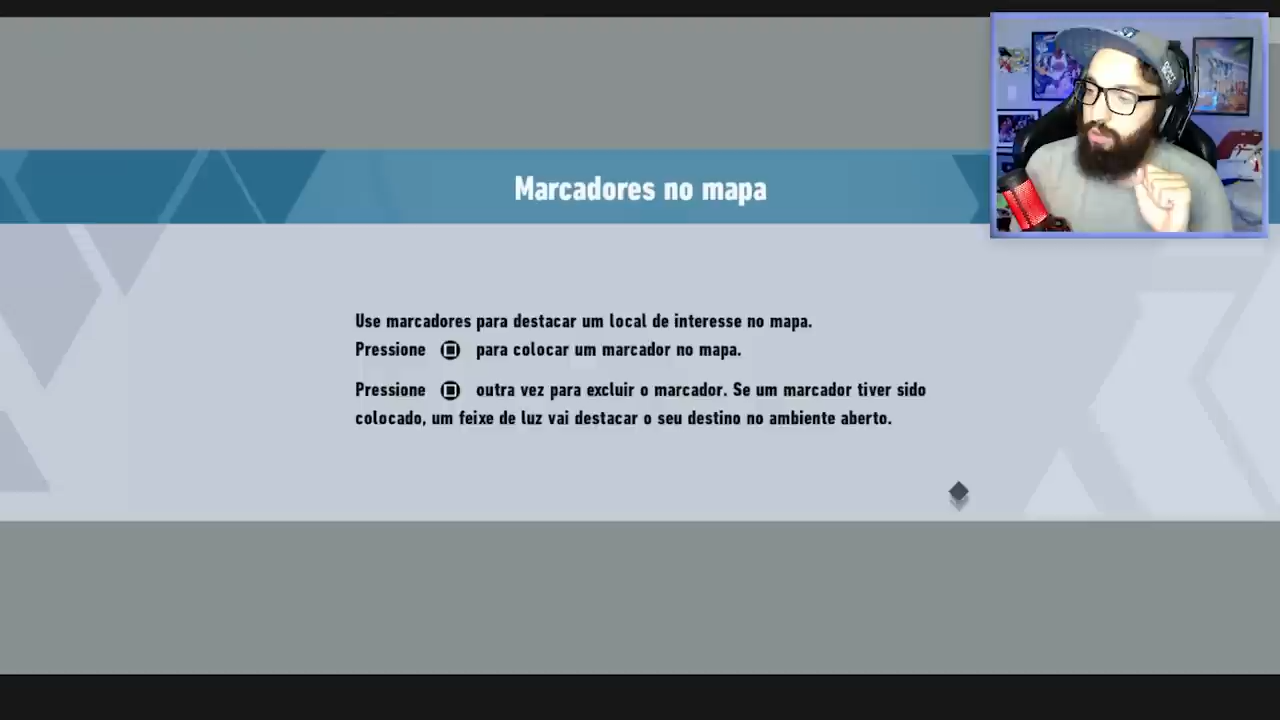 Marcadores no mapa
Use marcadores para destacar um local de interesse no mapa.
Pressione para colocar um marcador no mapa.
Pressione outra vez para excluir o marcador. Se um marcador tiver sido
colocado, um feixe de luz vai destacar o seu destino no ambiente aberto.